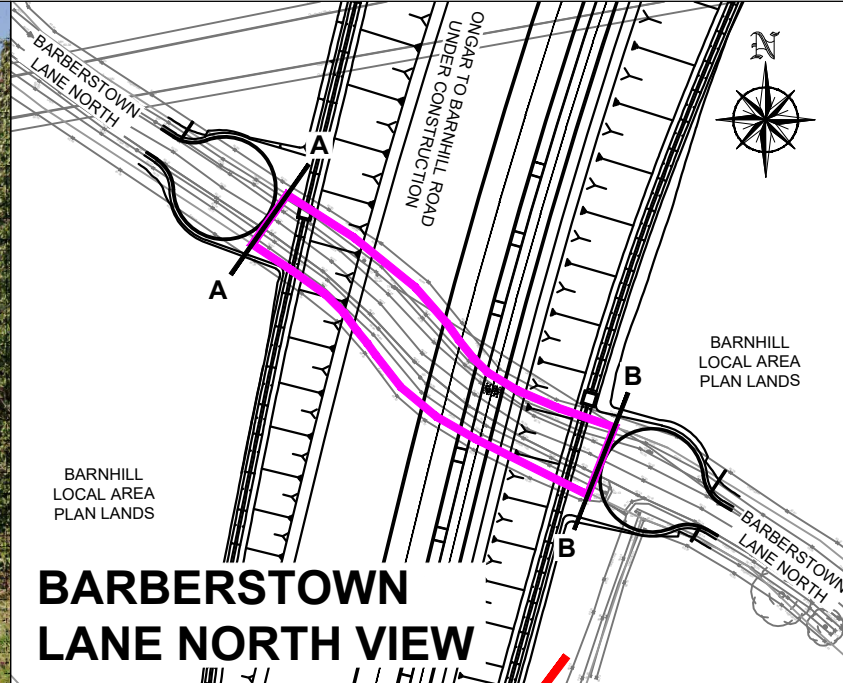 BARBERSTOWN
LANE NORTH
ONGAR TO BARNHILL ROAD
UNDER CONSTRUCTION
N
A
A
BARNHILL
LOCAL AREA
PLAN LANDS
B
BARNHILL
LOCAL AREA
PLAN LANDS
B
BARBERSTOWN
LANE NORTH
BARBERSTOWN
LANE NORTH VIEW